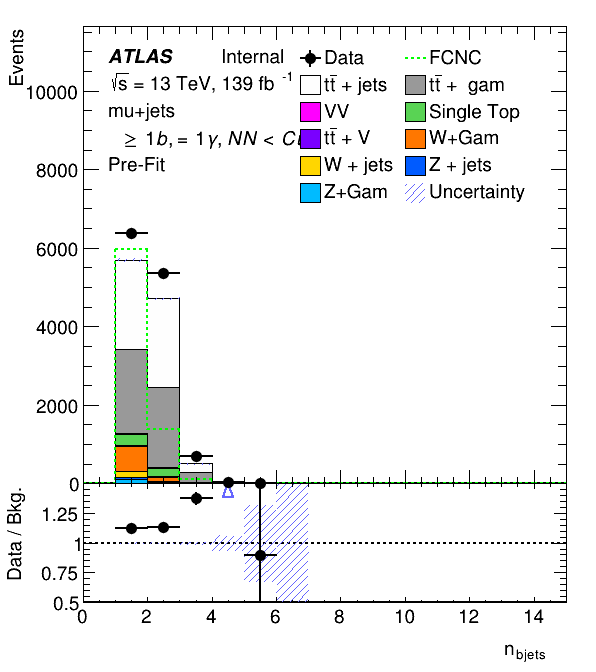 Events
ATLAS Internal
√s = 13 TeV, 139 fb -1
mu+jets
≥ 1b, = 1γ, NN < C
Pre-Fit
Data
FCNC
tt̄ + jets
tt̄ + gam
VV
Single Top
tt̄ + V
W+Gam
W + jets
Z + jets
Z+Gam
Uncertainty
10000
8000
6000
4000
2000
0
Data / Bkg.
1.25
1
0.75
0.5
0 2 4 6 8 10 12 14
n bjets